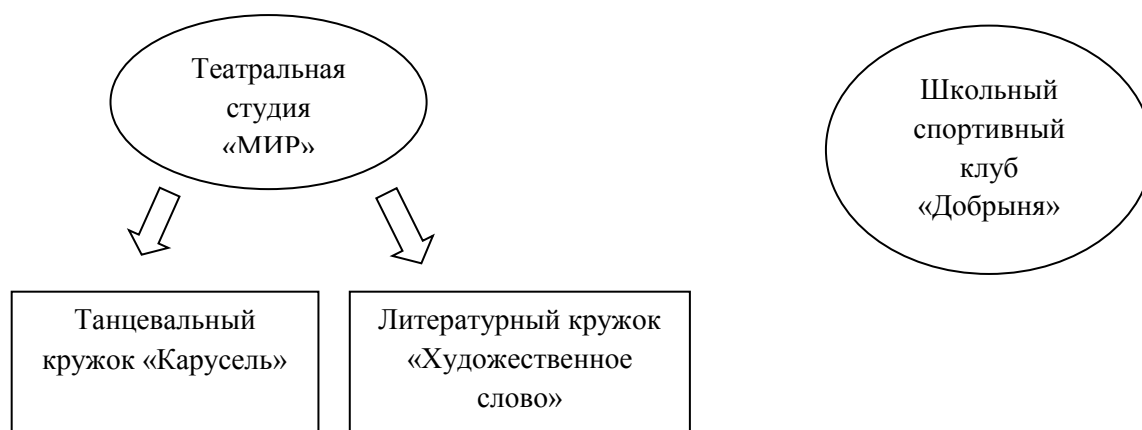 Театральная
студия
«МИР»
Школьный
спортивный
клуб
«Добрыня»
Танцевальный
кружок «Карусель»
Литературный кружок
«Художественное
слово»